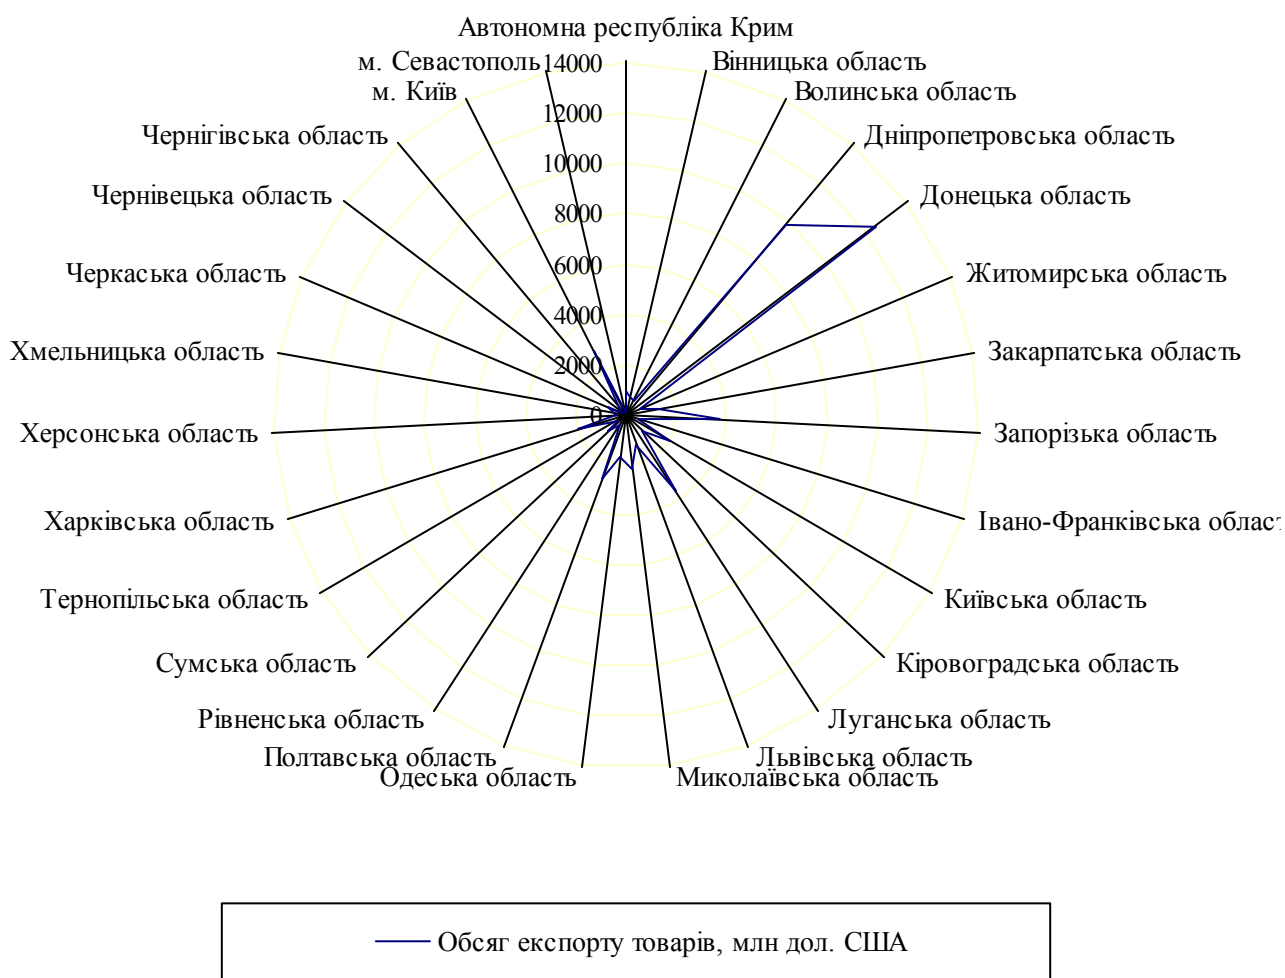 Автономна республіка Крим
м. Севастополь
14000
Вінницька область
м. Київ
Волинська область
12000
Чернігівська область
Дніпропетровська область
10000
Чернівецька область
Донецька область
8000
Черкаська область
6000
Житомирська область
4000
Хмельницька область
Закарпатська область
2000
0
Херсонська область
Запорізька область
Харківська область
Івано-Франківська област
Тернопільська область
Київська область
Сумська область
Кіровоградська область
Рівненська область
Луганська область
Полтавська область
Львівська область
Одеська область
Миколаївська область
Обсяг експорту товарів, млн дол. США